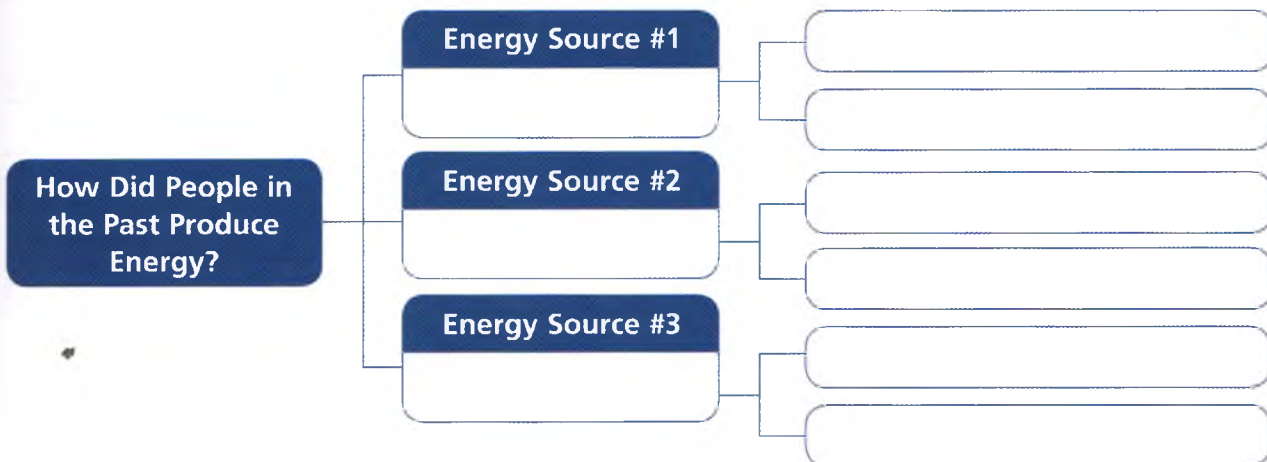 How Did People in
the Past Produce
Energy?
Energy Source #1
Energy Source #2
Energy Source #3